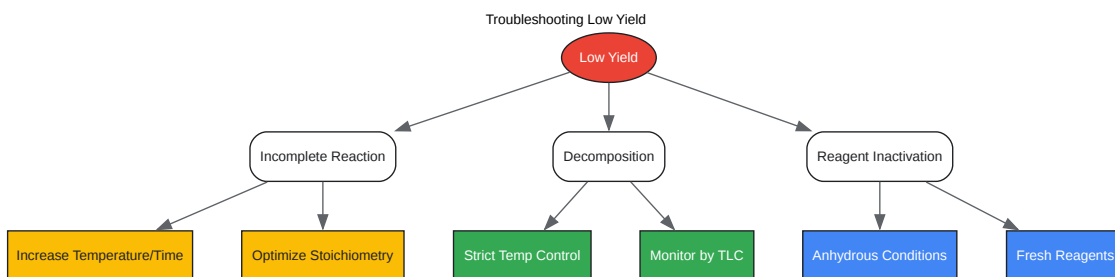 Troubleshooting Low Yield
Low Yield
Incomplete Reaction
Decomposition
Reagent Inactivation
Increase Temperature/Time
Optimize Stoichiometry
Strict Temp Control
Monitor by TLC
Anhydrous Conditions
Fresh Reagents